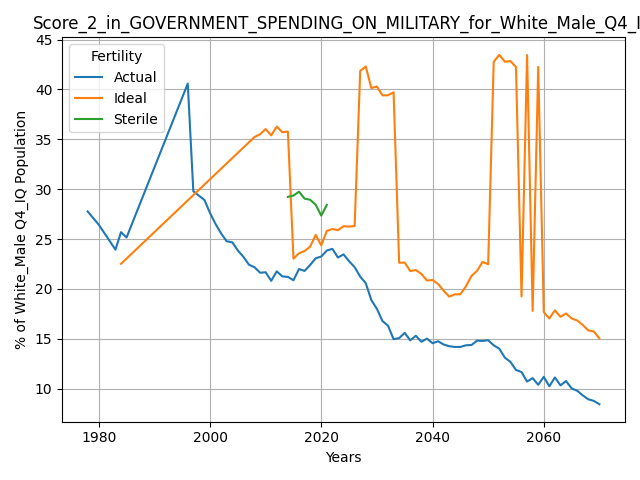 Score_2_in_GOVERNMENT_SPENDING_ON_MILITARY_for_White_Male_Q4_I
Fertility
Actual
Ideal
Sterile
% of White_Male Q4_IQ Population
45
40
35
30
25
20
15
10
1980
2000
2020
2040
2060
Years